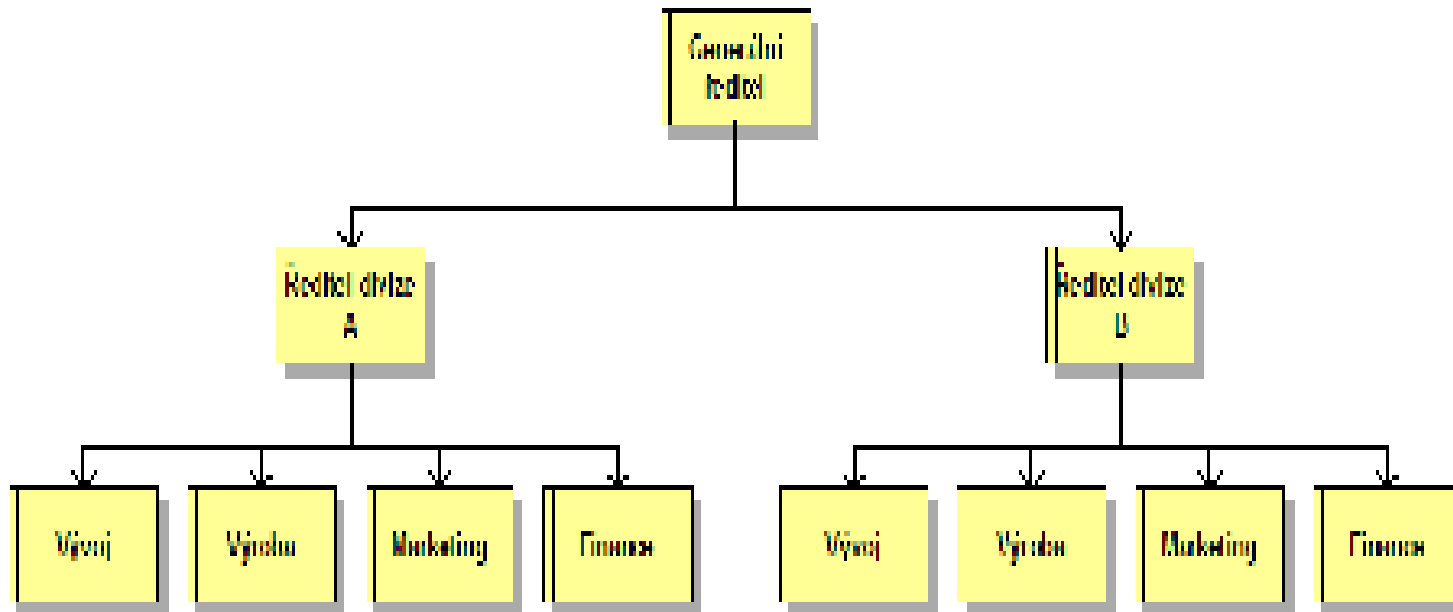 Generální
ředitel
Ředitel divize
A
Ředitel divize
B
Vývoj
Výroba
Marketing
Finance
Vývoj
Výroba
Marketing
Finance